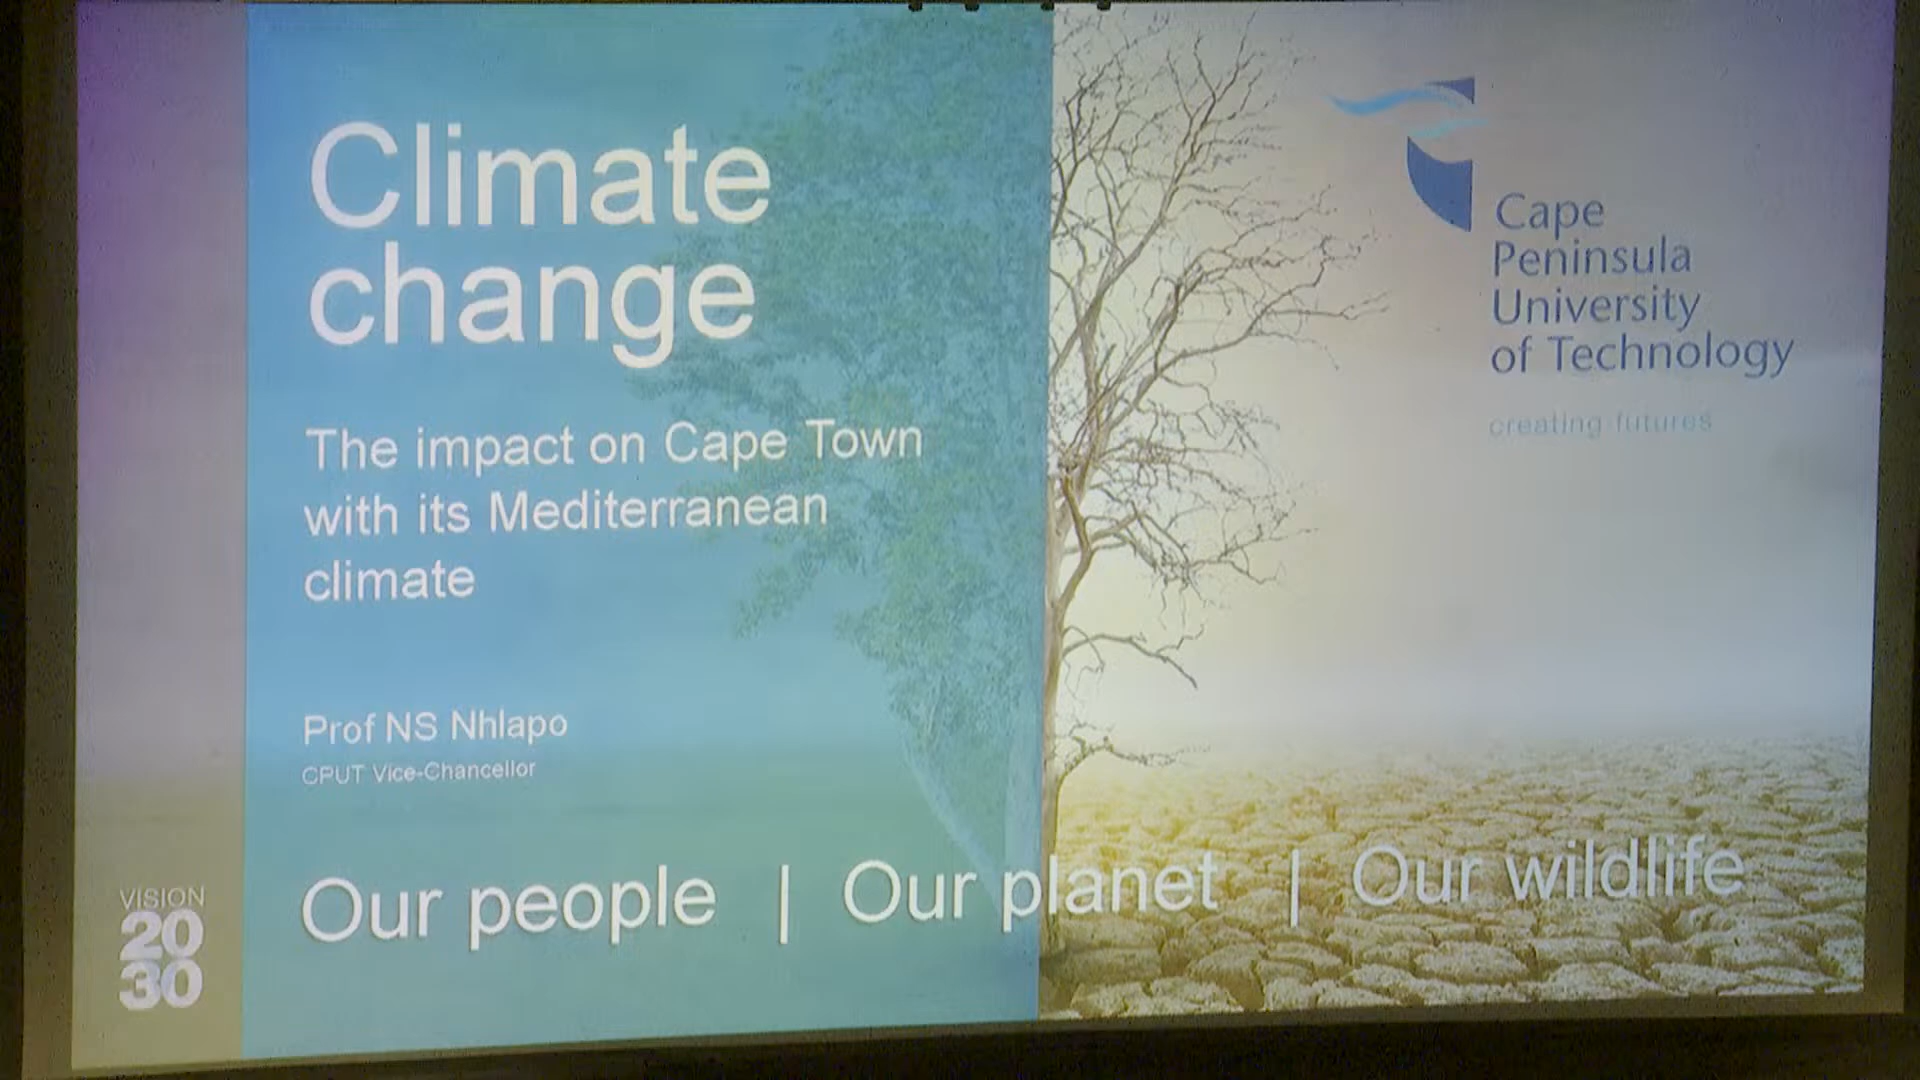 Climate
change
The impact on Cape Town
with its Mediterranean
climate
Prof NS Nhlapo
CPUT Vice-Chancellor
Our people | Our planet | Our wildlife
VISION
20
30
Cape
Peninsula
University
of Technology
creating futures